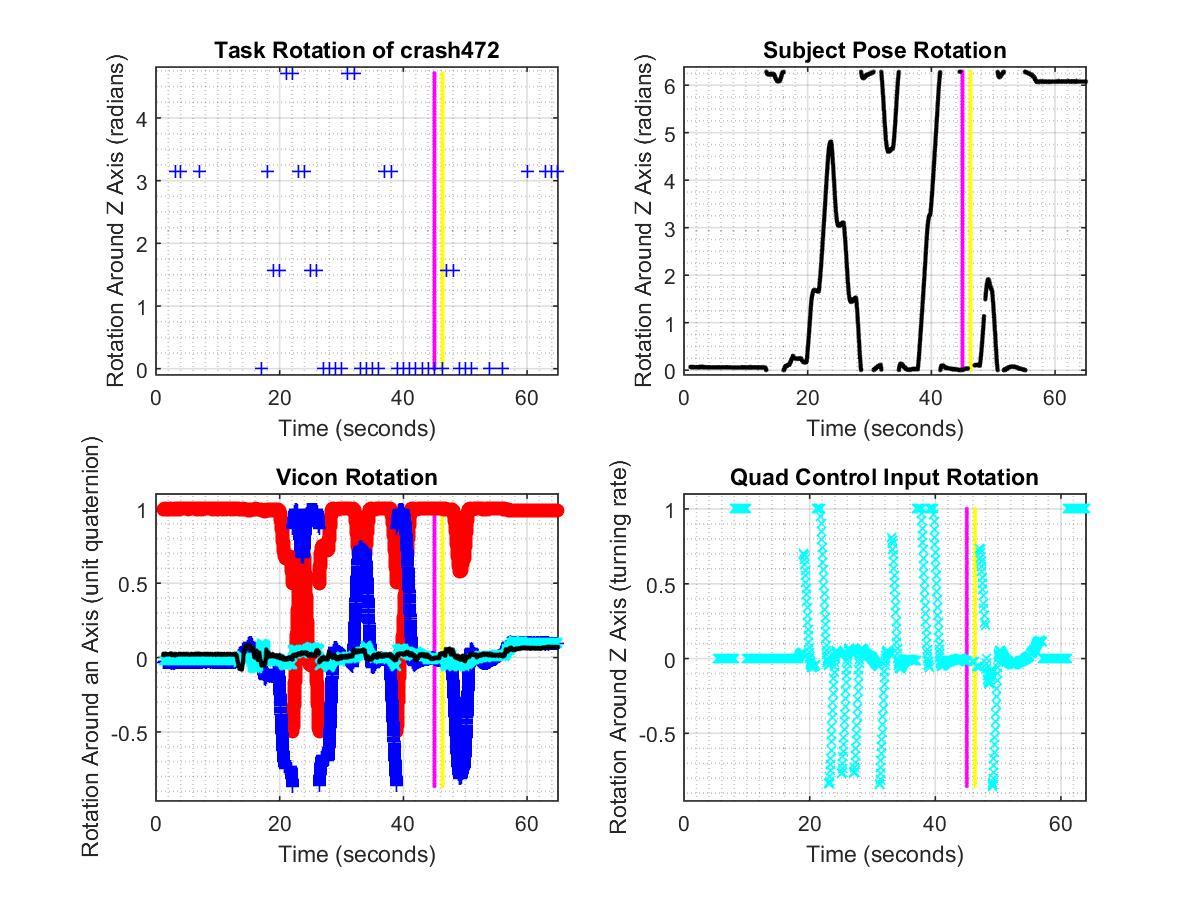 Task Rotation of crash472
Rotation Around Z Axis (radians)
4
3
2
1
0
0 20 40 60
Time (seconds)
Subject Pose Rotation
Rotation Around Z Axis (radians)
6
5
4
3
2
1
0
0 20 40 60
Time (seconds)
Vicon Rotation
Rotation Around an Axis (unit quaternion)
1
0.5
0
-0.5
0 20 40 60
Time (seconds)
Quad Control Input Rotation
Rotation Around Z Axis (turning rate)
1
0.5
0
-0.5
0 20 40 60
Time (seconds)